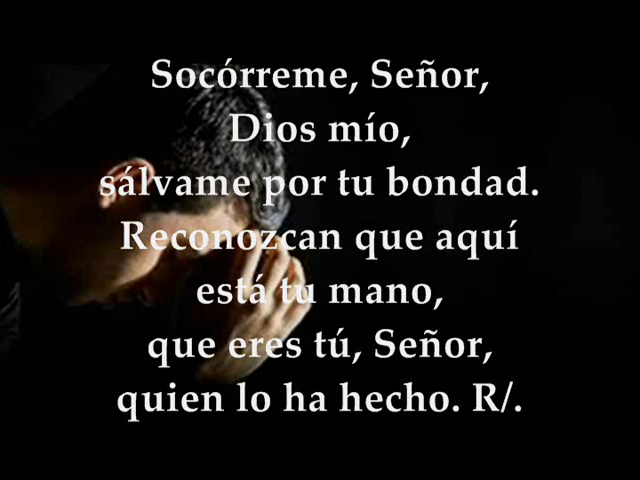 Socórreme, Señor,
Dios mío,
sálvame por tu bondad.
Reconozcan que aquí
está tu mano,
que eres tú, Señor,
quien lo ha hecho. R/.